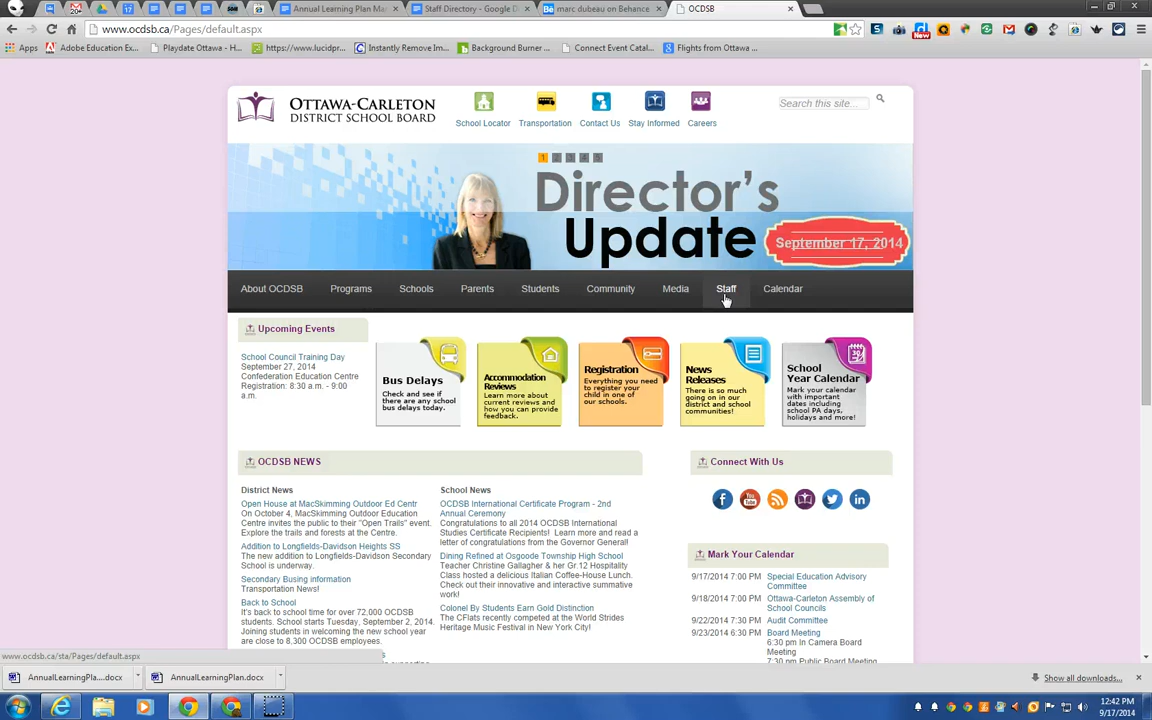 Annual Learning Plan Ma
Staff Directory - Google D
marc dubeau on Behance
OCDSB
www.ocdsb.ca/Pages/default.aspx
Apps
Adobe Education Ex...
Playdate Ottawa - H...
https://www.lucidpr...
Instantly Remove Im...
Background Burner ...
Connect Event Catal...
Flights from Ottawa ...
New
OTTAWA-CARLETON
DISTRICT SCHOOL BOARD
School Locator
Transportation
Contact Us
Stay Informed
Careers
Search this site...
1 2 3 4 5
Director's
Update
September 17, 2014
About OCDSB
Programs
Schools
Parents
Students
Community
Media
Staff
Calendar
Upcoming Events
School Council Training Day
September 27, 2014
Confederation Education Centre
Registration: 8:30 a.m. - 9:00
a.m.
Bus Delays
Check and see if
there are any school
bus delays today.
Accommodation
Reviews
Learn more about
current reviews and
how you can provide
feedback.
Registration
Everything you need
to register your
child in one of
our schools.
News
Releases
There is so much
going on in our
district and school
communities!
School
Year Calendar
Mark your calendar
with important
dates including
school PA days,
holidays and more!
OCDSB NEWS
District News
Open House at MacSkimming Outdoor Ed Centr
On October 4, MacSkimming Outdoor Education
Centre invites the public to their "Open Trails" event.
Explore the trails and forests at the Centre.
Addition to Longfields-Davidson Heights SS
The new addition to Longfields-Davidson Secondary
School is underway.
Secondary Busing information
Transportation News!
Back to School
It's back to school time for over 72,000 OCDSB
students. School starts Tuesday, September 2, 2014.
Joining students in welcoming the new school year
are close to 8,300 OCDSB employees.
School News
OCDSB International Certificate Program - 2nd
Annual Ceremony
Congratulations to all 2014 OCDSB International
Studies Certificate Recipients! Learn more and read a
letter of congratulations from the Governor General!
Dining Refined at Osgoode Township High School
Teacher Christine Gallagher & her Gr.12 Hospitality
Class hosted a delicious Italian Coffee-House Lunch.
Check out their innovative and interactive summative
work!
Colonel By Students Earn Gold Distinction
The CFlats recently competed at the World Strides
Heritage Music Festival in New York City!
Connect With Us
Mark Your Calendar
9/17/2014 7:00 PM Special Education Advisory
Committee
9/18/2014 7:00 PM Ottawa-Carleton Assembly of
School Councils
9/22/2014 7:30 PM Audit Committee
9/23/2014 6:30 PM Board Meeting
6:30 pm In Camera Board
Meeting
7:30 pm Public Board Meeting
www.ocdsb.ca/sta/Pages/default.aspx
AnnualLearningPla....docx
AnnualLearningPlan.docx
Show all downloads...
12:42 PM
9/17/2014